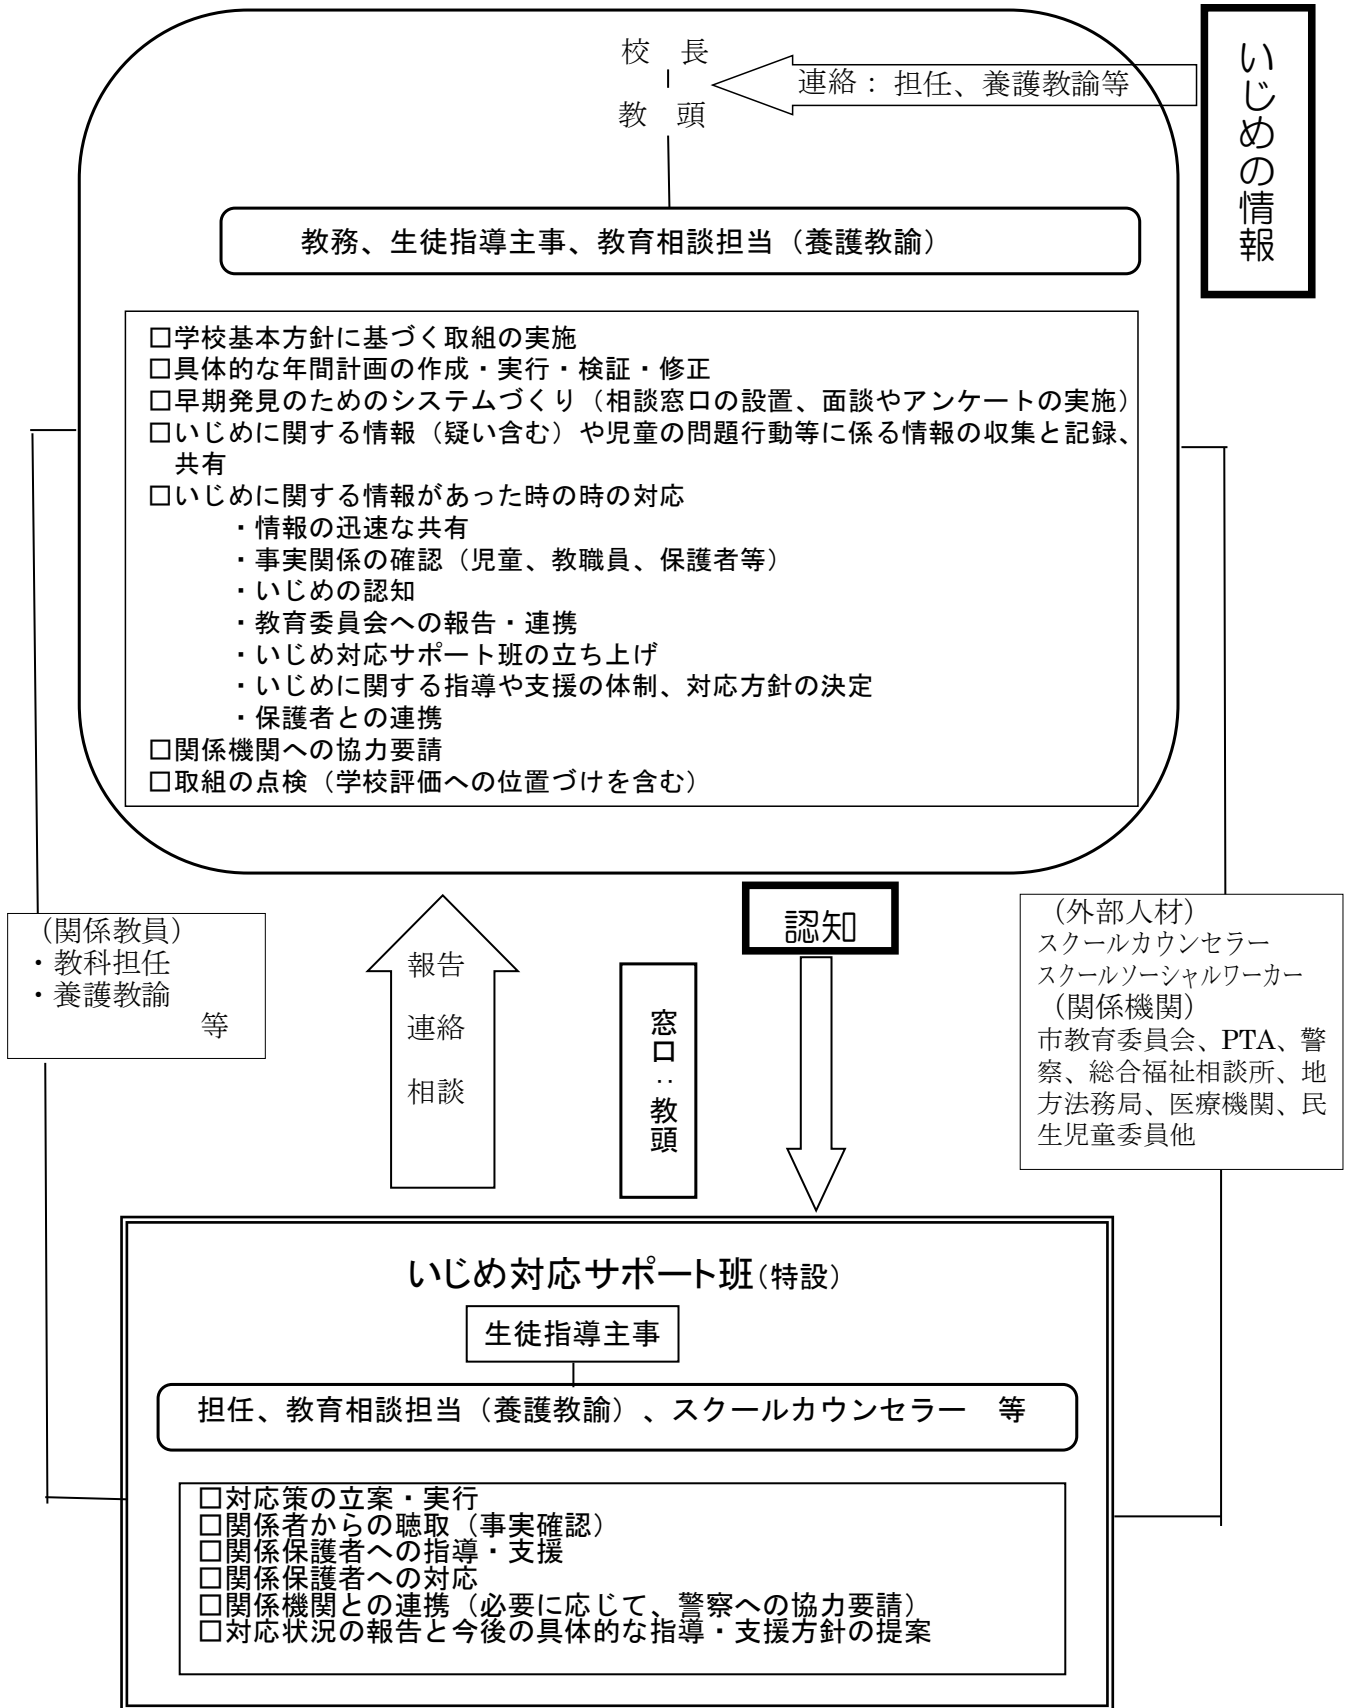 校　長
教　頭
連絡：担任、養護教諭等
いじめの情報
教務、生徒指導主事、教育相談担当（養護教諭）
□学校基本方針に基づく取組の実施
□具体的な年間計画の作成・実行・検証・修正
□早期発見のためのシステムづくり（相談窓口の設置、面談やアンケートの実施）
□いじめに関する情報（疑い含む）や児童の問題行動等に係る情報の収集と記録、
共有
□いじめに関する情報があった時の時の対応
・情報の迅速な共有
・事実関係の確認（児童、教職員、保護者等）
・いじめの認知
・教育委員会への報告・連携
・いじめ対応サポート班の立ち上げ
・いじめに関する指導や支援の体制、対応方針の決定
・保護者との連携
□関係機関への協力要請
□取組の点検（学校評価への位置づけを含む）
（関係教員）
・教科担任
・養護教諭
等
報告
連絡
相談
窓口：教頭
認知
（外部人材）
スクールカウンセラー
スクールソーシャルワーカー
（関係機関）
市教育委員会、PTA、警
察、総合福祉相談所、地
方法務局、医療機関、民
生児童委員他
いじめ対応サポート班（特設）
生徒指導主事
担任、教育相談担当（養護教諭）、スクールカウンセラー　等
□対応策の立案・実行
□関係者からの聴取（事実確認）
□関係保護者への指導・支援
□関係保護者への対応
□関係機関との連携（必要に応じて、警察への協力要請）
□対応状況の報告と今後の具体的な指導・支援方針の提案